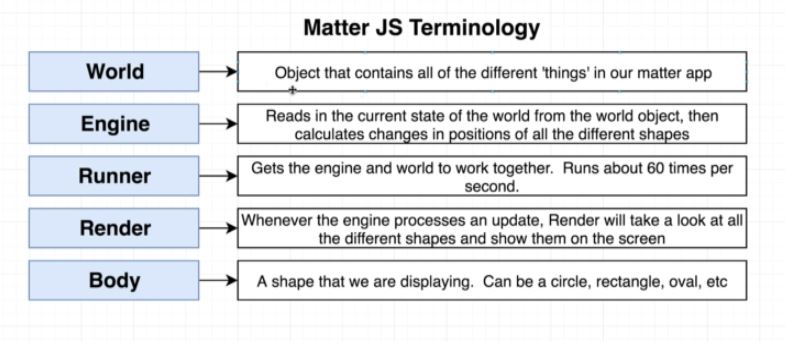 Matter JS Terminology
World
Object that contains all of the different 'things' in our matter app
Engine
Reads in the current state of the world from the world object, then
calculates changes in positions of all the different shapes
Runner
Gets the engine and world to work together.  Runs about 60 times per
second.
Render
Whenever the engine processes an update, Render will take a look at all
the different shapes and show them on the screen
Body
A shape that we are displaying.  Can be a circle, rectangle, oval, etc